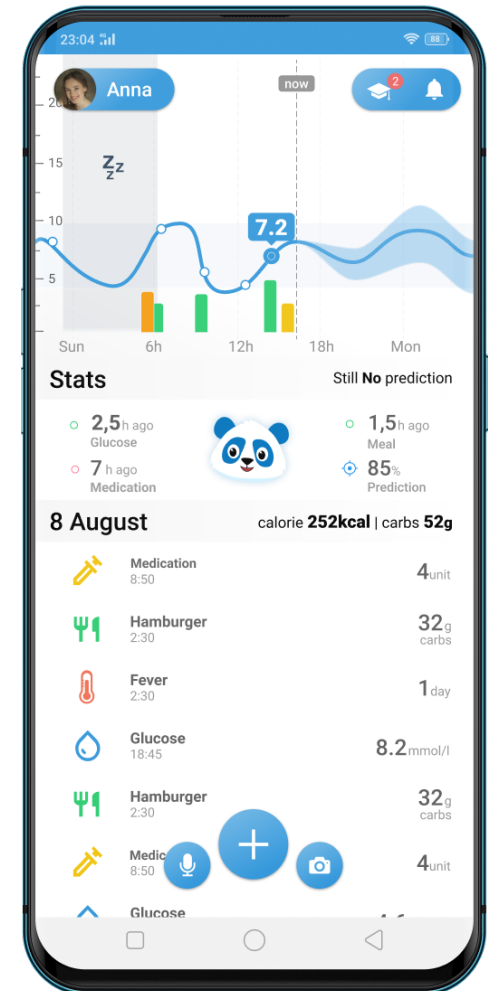 23:04
88
Anna
now
2
20
15
zzz
10
7.2
5
Sun 6h 12h 18h Mon
Stats
Still No prediction
2,5h ago
Glucose
1,5h ago
Meal
7 h ago
Medication
85%
Prediction
8 August
calorie 252kcal | carbs 52g
Medication
8:50
4unit
Hamburger
2:30
32g
carbs
Fever
2:30
1day
Glucose
18:45
8.2mmol/l
Hamburger
2:30
32g
carbs
Medic
8:50
4unit
Glucose